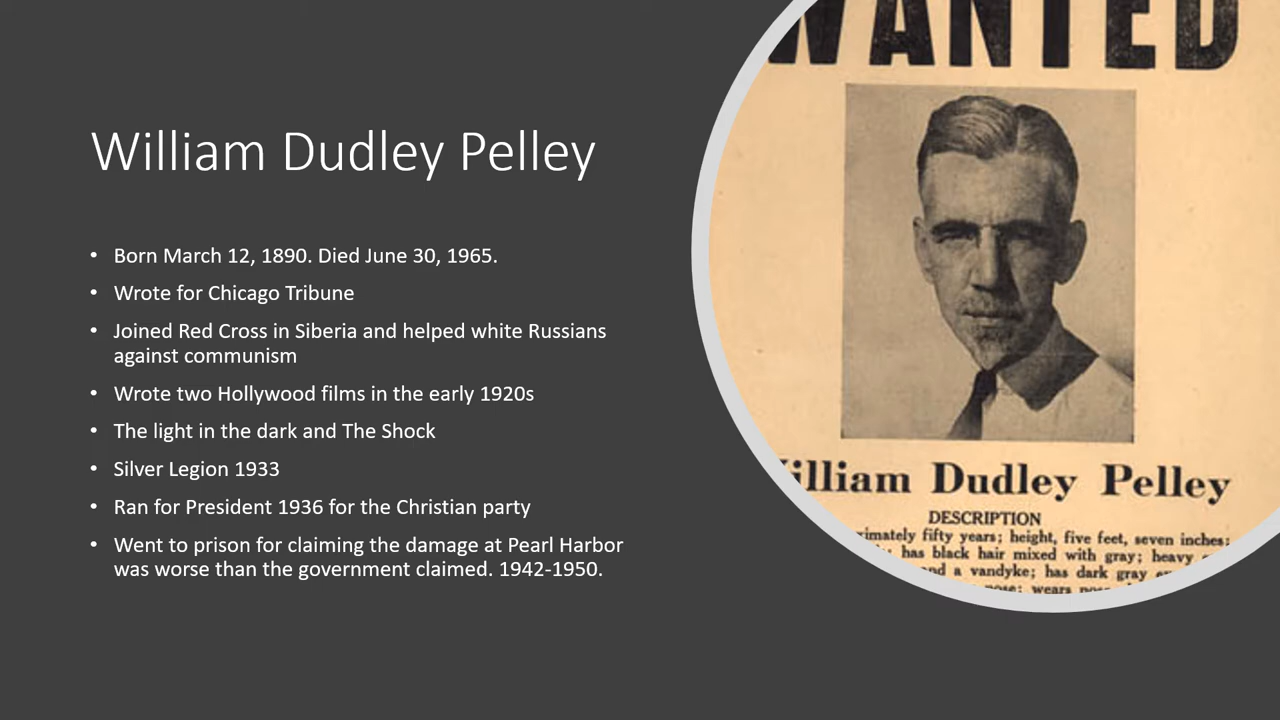 WANTED
William Dudley Pelley
• Born March 12, 1890. Died June 30, 1965.
• Wrote for Chicago Tribune
• Joined Red Cross in Siberia and helped white Russians
against communism
• Wrote two Hollywood films in the early 1920s
• The light in the dark and The Shock
• Silver Legion 1933
• Ran for President 1936 for the Christian party
• Went to prison for claiming the damage at Pearl Harbor
was worse than the government claimed. 1942-1950.
illiam Dudley Pelley
DESCRIPTION
imately fifty years; height, five feet, seven inches;
has black hair mixed with gray; heavy
and a vandyke; has dark gray
nose; wears